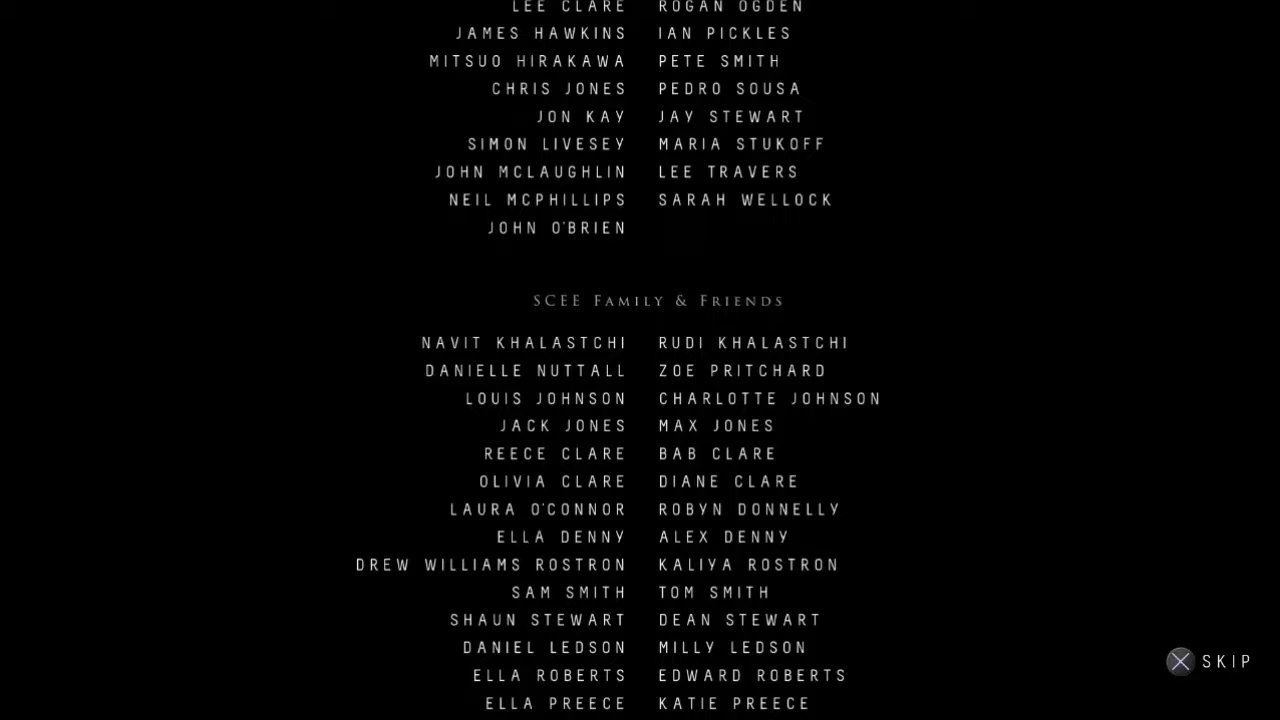 LEE CLARE ROGAN OGDEN
JAMES HAWKINS IAN PICKLES
MITSUO HIRAKAWA PETE SMITH
CHRIS JONES PEDRO SOUSA
JON KAY JAY STEWART
SIMON LIVESEY MARIA STUKOFF
JOHN MCLAUGHLIN LEE TRAVERS
NEIL MCPHILLIPS SARAH WELLOCK
JOHN O'BRIEN
SCEE FAMILY & FRIENDS
NAVIT KHALASTCHI RUDI KHALASTCHI
DANIELLE NUTTALL ZOE PRITCHARD
LOUIS JOHNSON CHARLOTTE JOHNSON
JACK JONES MAX JONES
REECE CLARE BAB CLARE
OLIVIA CLARE DIANE CLARE
LAURA O'CONNOR ROBYN DONNELLY
ELLA DENNY ALEX DENNY
DREW WILLIAMS ROSTRON KALIYA ROSTRON
SAM SMITH TOM SMITH
SHAUN STEWART DEAN STEWART
DANIEL LEDSON MILLY LEDSON
ELLA ROBERTS EDWARD ROBERTS
ELLA PREECE KATIE PREECE
SKIP